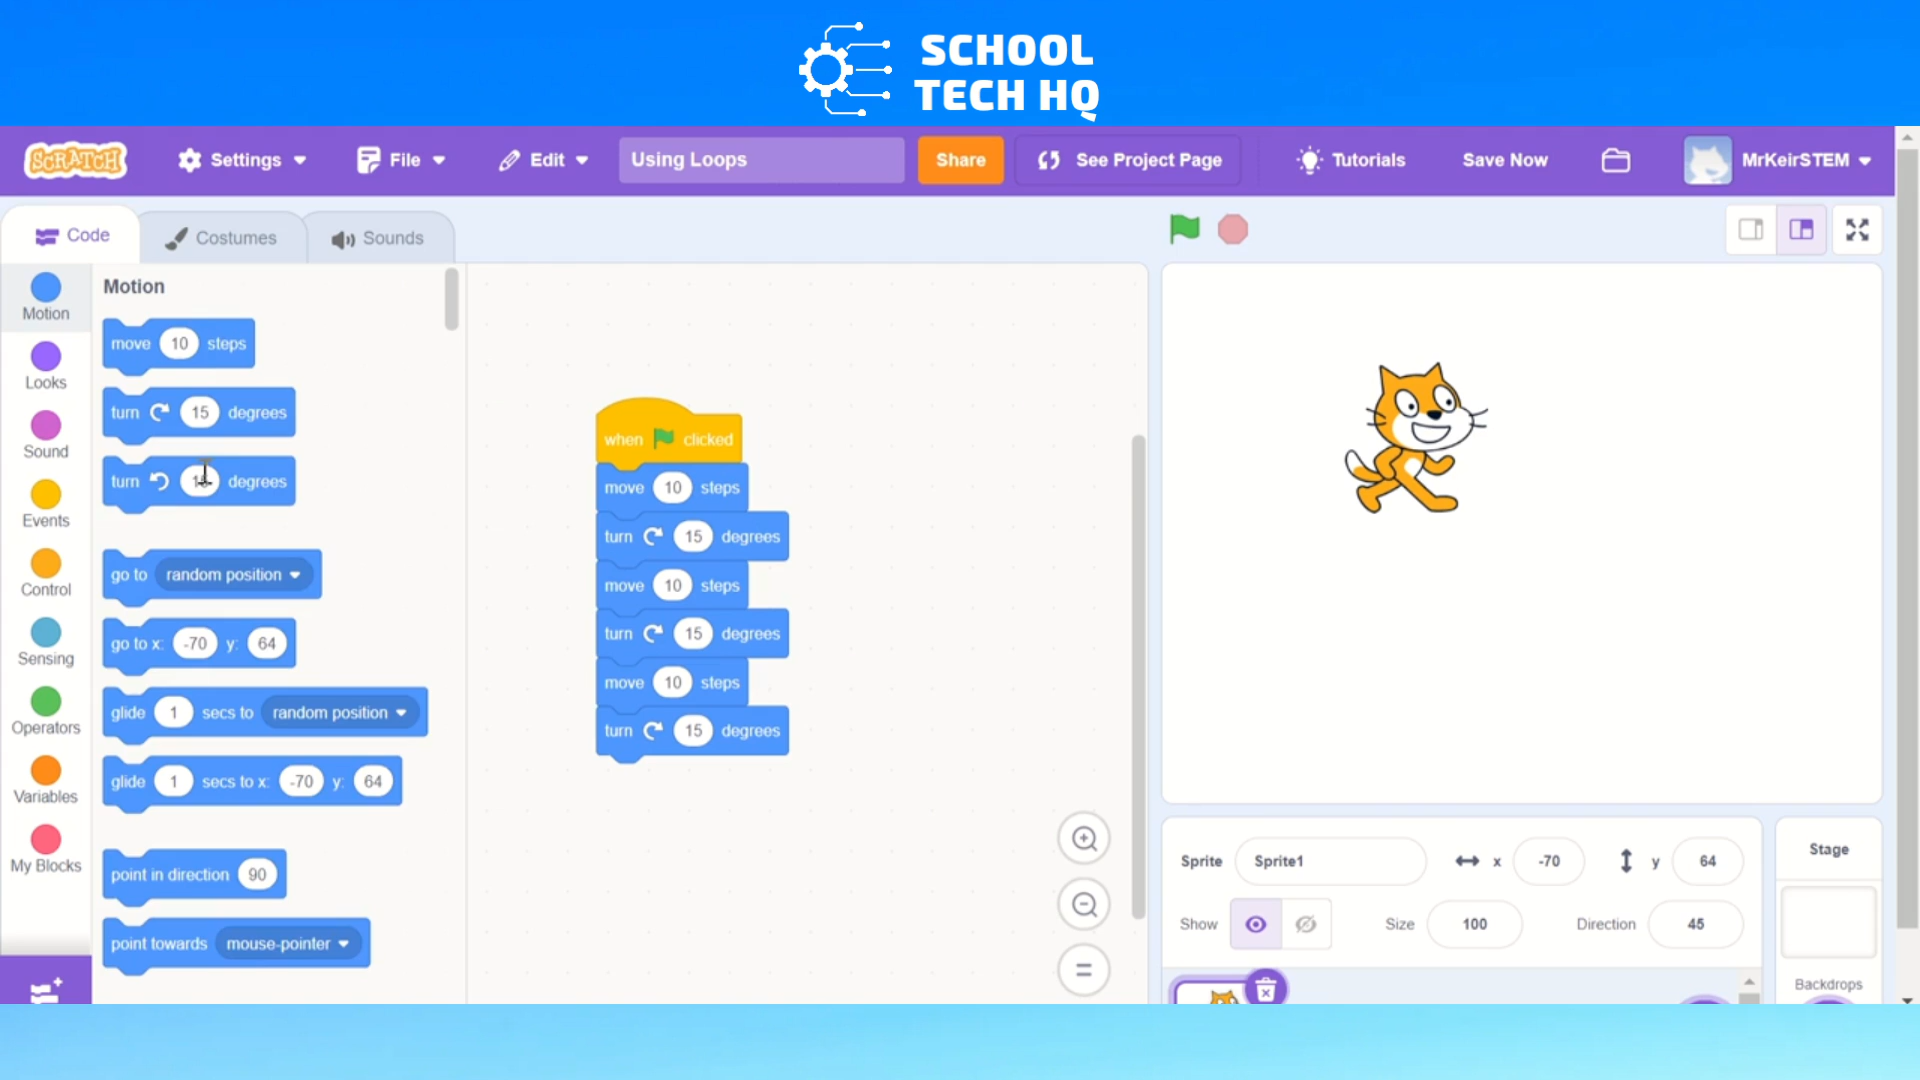 SCHOOL
TECH HQ
SCRATCH
Settings
File
Edit
Using Loops
Share
See Project Page
Tutorials
Save Now
MrKeirSTEM
Code
Costumes
Sounds
Motion
Looks
Sound
Events
Control
Sensing
Operators
Variables
My Blocks
Motion
move 10 steps
turn 15 degrees
turn degrees
go to random position
go to x: -70 y: 64
glide 1 secs to random position
glide 1 secs to x: -70 y: 64
point in direction 90
point towards mouse-pointer
when clicked
move 10 steps
turn 15 degrees
move 10 steps
turn 15 degrees
move 10 steps
turn 15 degrees
Sprite Sprite1 x -70 y 64
Show Size 100 Direction 45
Stage
Backdrops